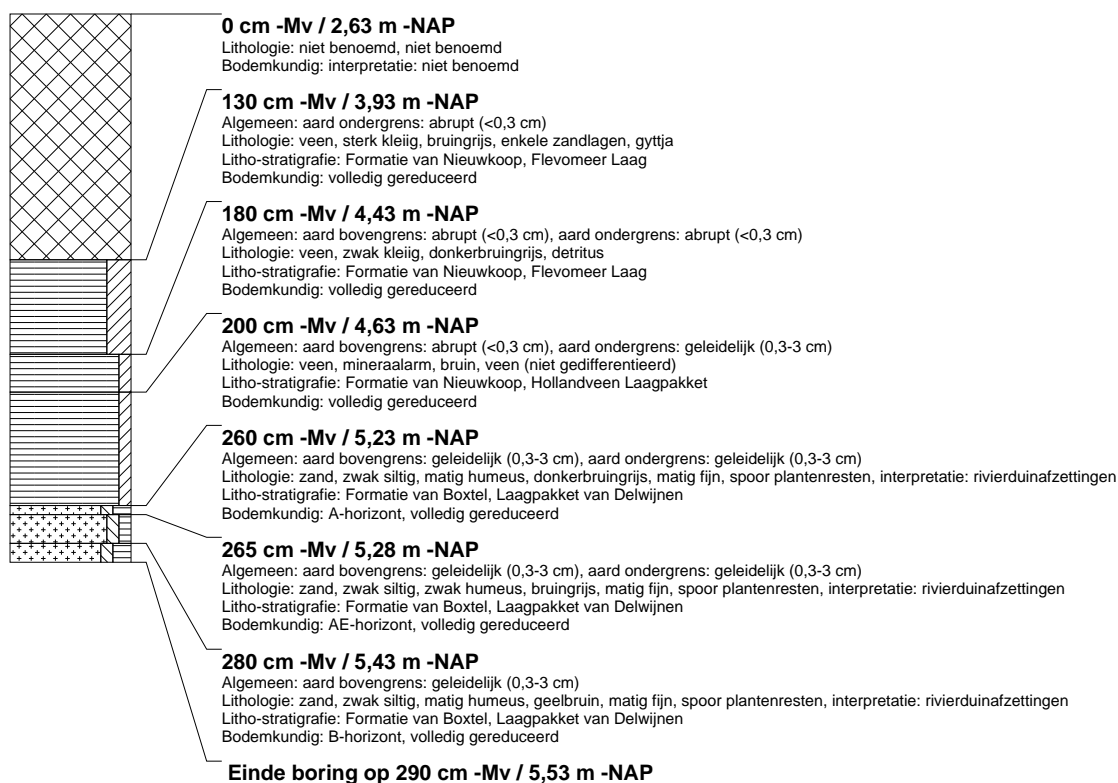 0 cm -Mv / 2,63 m -NAP
Lithologie: niet benoemd, niet benoemd
Bodemkundig: interpretatie: niet benoemd
130 cm -Mv / 3,93 m -NAP
Algemeen: aard ondergrens: abrupt (<0,3 cm)
Lithologie: veen, sterk kleiig, bruingrijs, enkele zandlagen, gyttja
Litho-stratigrafie: Formatie van Nieuwkoop, Flevomeer Laag
Bodemkundig: volledig gereduceerd
180 cm -Mv / 4,43 m -NAP
Algemeen: aard bovengrens: abrupt (<0,3 cm), aard ondergrens: abrupt (<0,3 cm)
Lithologie: veen, zwak kleiig, donkerbruingrijs, detritus
Litho-stratigrafie: Formatie van Nieuwkoop, Flevomeer Laag
Bodemkundig: volledig gereduceerd
200 cm -Mv / 4,63 m -NAP
Algemeen: aard bovengrens: abrupt (<0,3 cm), aard ondergrens: geleidelijk (0,3-3 cm)
Lithologie: veen, mineraalarm, bruin, veen (niet gedifferentieerd)
Litho-stratigrafie: Formatie van Nieuwkoop, Hollandveen Laagpakket
Bodemkundig: volledig gereduceerd
260 cm -Mv / 5,23 m -NAP
Algemeen: aard bovengrens: geleidelijk (0,3-3 cm), aard ondergrens: geleidelijk (0,3-3 cm)
Lithologie: zand, zwak siltig, matig humeus, donkerbruingrijs, matig fijn, spoor plantenresten, interpretatie: rivierduinafzettingen
Litho-stratigrafie: Formatie van Boxtel, Laagpakket van Delwijnen
Bodemkundig: A-horizont, volledig gereduceerd
265 cm -Mv / 5,28 m -NAP
Algemeen: aard bovengrens: geleidelijk (0,3-3 cm), aard ondergrens: geleidelijk (0,3-3 cm)
Lithologie: zand, zwak siltig, zwak humeus, bruingrijs, matig fijn, spoor plantenresten, interpretatie: rivierduinafzettingen
Litho-stratigrafie: Formatie van Boxtel, Laagpakket van Delwijnen
Bodemkundig: AE-horizont, volledig gereduceerd
280 cm -Mv / 5,43 m -NAP
Algemeen: aard bovengrens: geleidelijk (0,3-3 cm)
Lithologie: zand, zwak siltig, matig humeus, geelbruin, matig fijn, spoor plantenresten, interpretatie: rivierduinafzettingen
Litho-stratigrafie: Formatie van Boxtel, Laagpakket van Delwijnen
Bodemkundig: B-horizont, volledig gereduceerd
Einde boring op 290 cm -Mv / 5,53 m -NAP